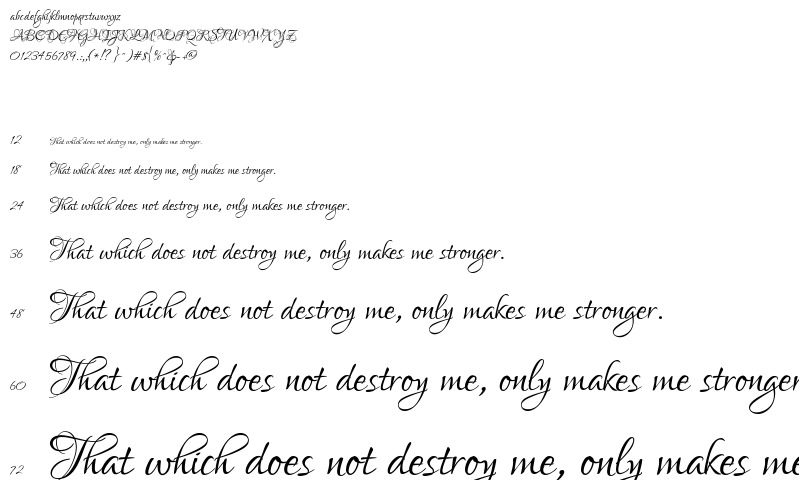 abcdefghijklmnopqrstuvwxyz
ABCDEFGHIJKLMNOPQRSTUVWXYZ
0123456789.:,;(*!?}^)#${%^&-+@
12 That which does not destroy me, only makes me stronger.
18 That which does not destroy me, only makes me stronger.
24 That which does not destroy me, only makes me stronger.
36 That which does not destroy me, only makes me stronger.
48 That which does not destroy me, only makes me stronger.
60 That which does not destroy me, only makes me stronger
72 That which does not destroy me, only makes me